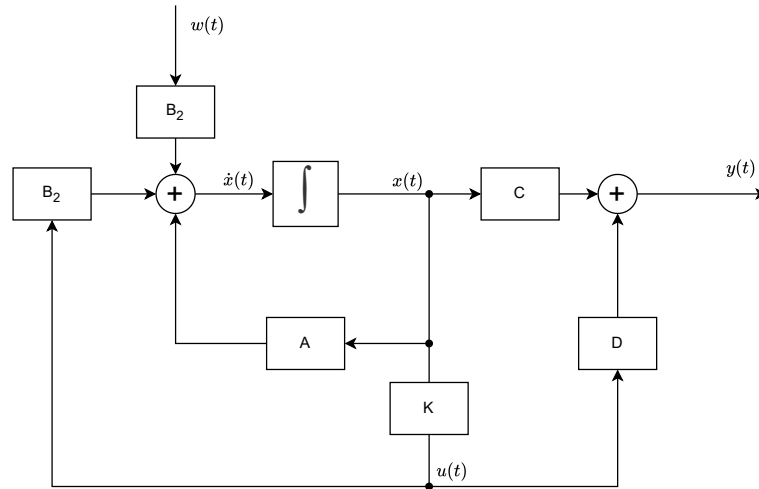 w(t)
B₂
B₂
+
ẋ(t)
∫
x(t)
C
+
y(t)
A
D
K
u(t)